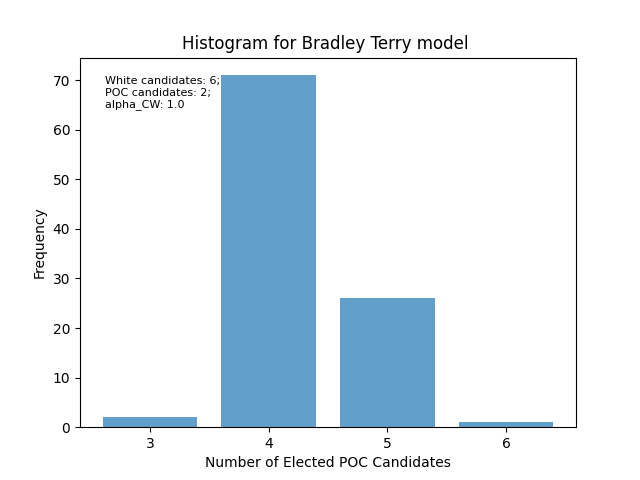 Histogram for Bradley Terry model
White candidates: 6;
POC candidates: 2;
alpha_CW: 1.0
Frequency
70
60
50
40
30
20
10
0
3 4 5 6
Number of Elected POC Candidates